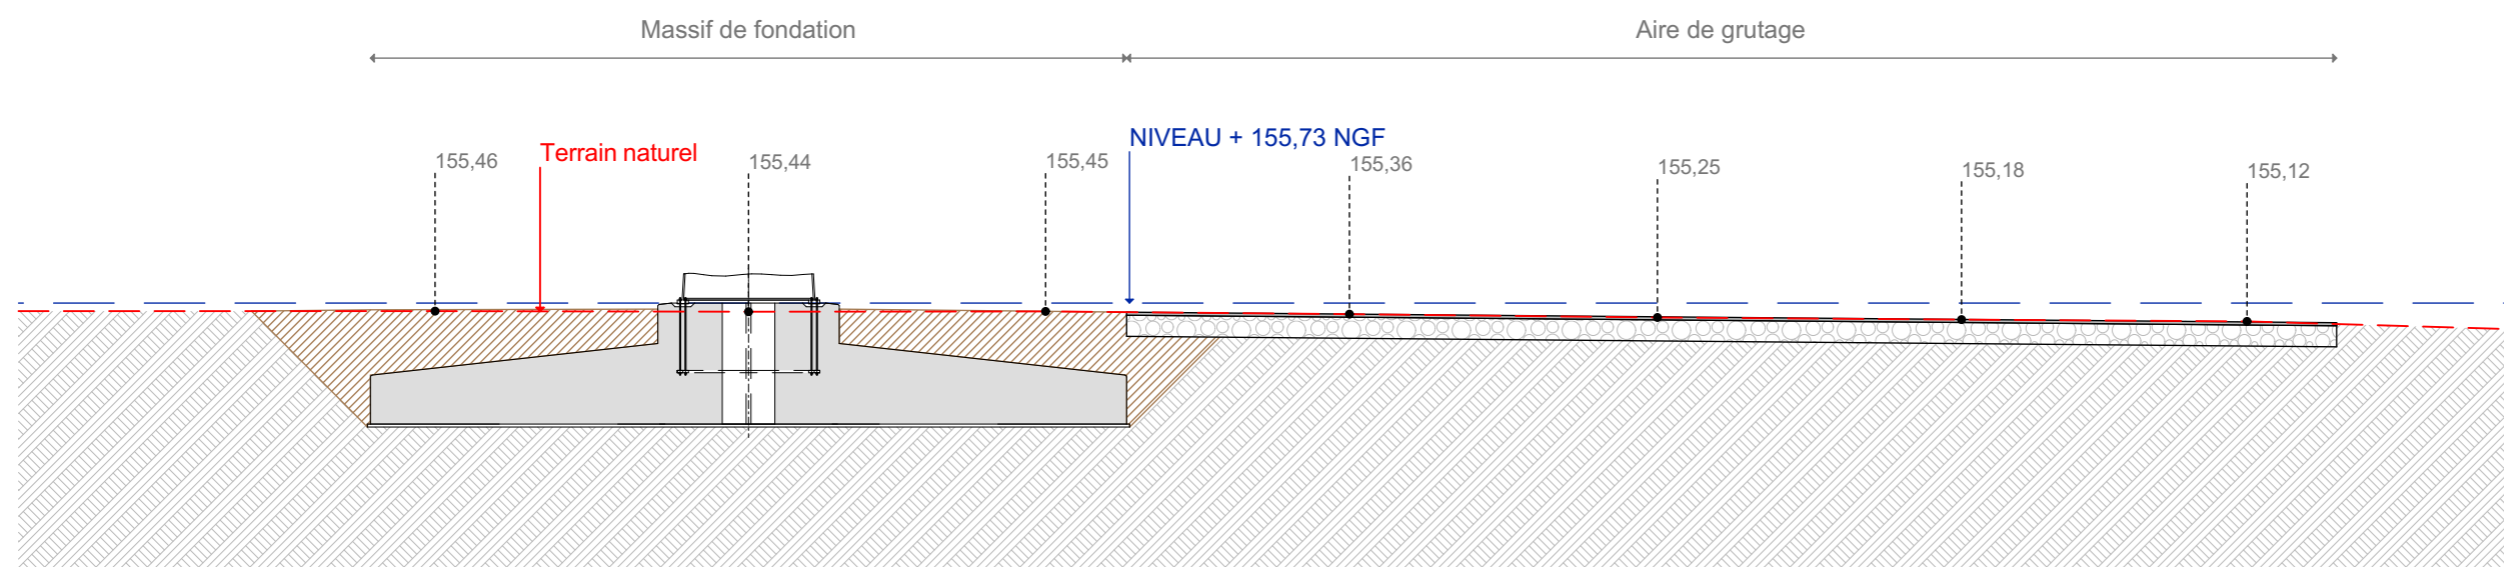 Massif de fondation
Aire de grutage
NIVEAU + 155,73 NGF
Terrain naturel
155,46
155,44
155,45
155,36
155,25
155,18
155,12